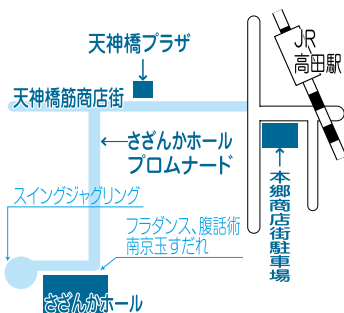 天神橋プラザ
JR
高田駅
天神橋筋商店街
さざんかホール
プロムナード
本郷商店街駐車場
スイングジャグリング
フラダンス、腹話術
南京玉すだれ
さざんかホール